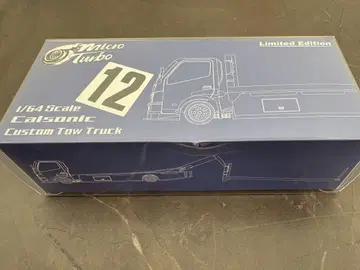 Micro
Turbo
Limited Edition
12
1/64 Scale
Calsonic
Custom Tow Truck